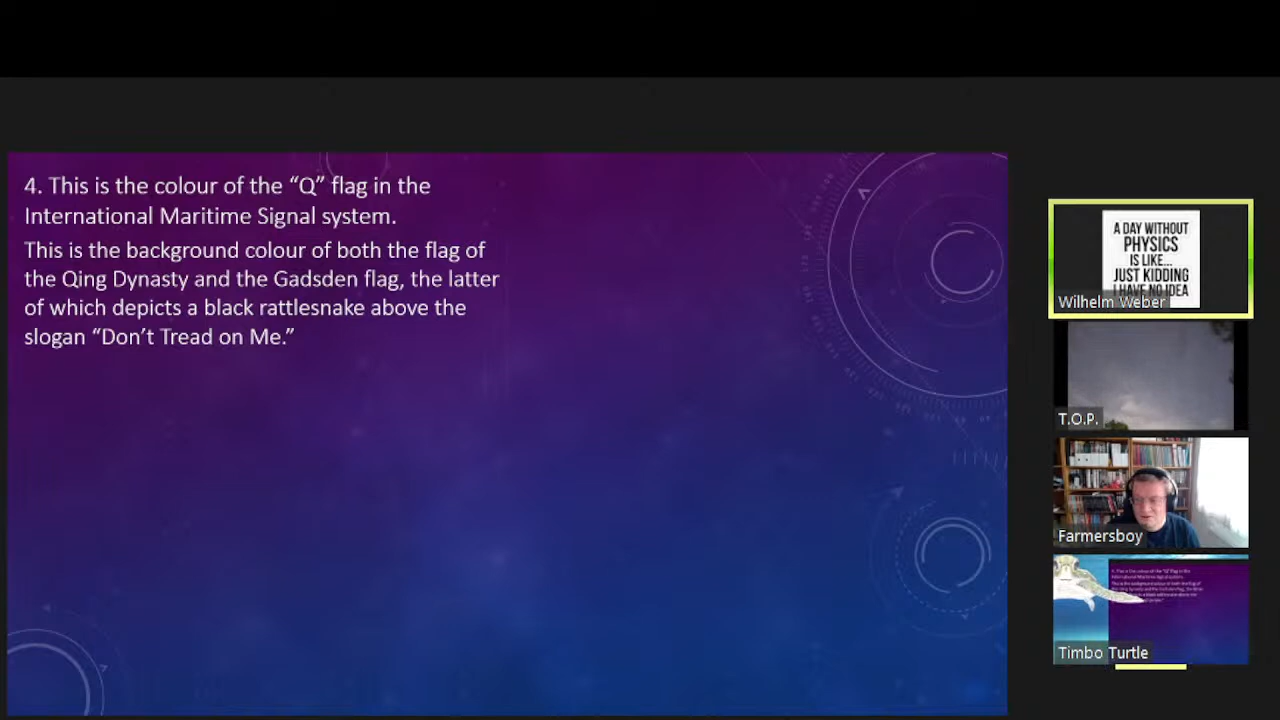 4. This is the colour of the “Q” flag in the
International Maritime Signal system.
This is the background colour of both the flag of
the Qing Dynasty and the Gadsden flag, the latter
of which depicts a black rattlesnake above the
slogan “Don’t Tread on Me.”
A DAY WITHOUT
PHYSICS
IS LIKE...
JUST KIDDING
I HAVE NO IDEA
Wilhelm Weber
T.O.P.
Farmersboy
Timbo Turtle